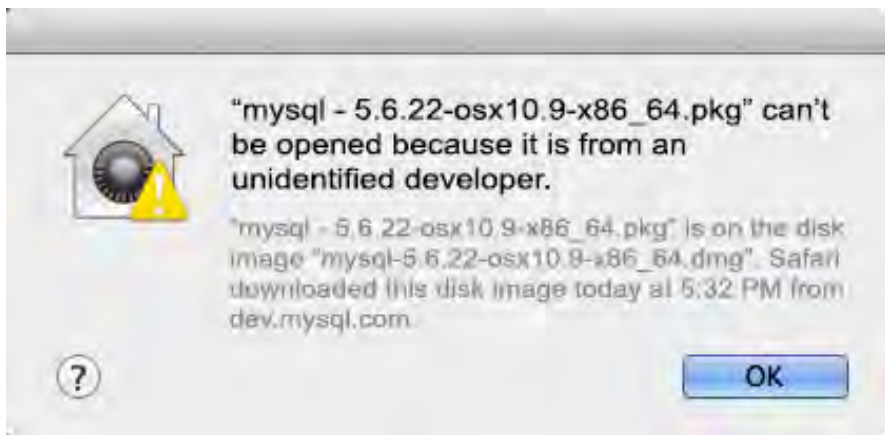 “mysql - 5.6.22-osx10.9-x86_64.pkg” can’t
be opened because it is from an
unidentified developer.
“mysql - 5.6.22-osx10.9-x86_64.pkg” is on the disk
image “mysql-5.6.22-osx10.9-x86_64.dmg”. Safari
downloaded this disk image today at 5:32 PM from
dev.mysql.com.
?
OK